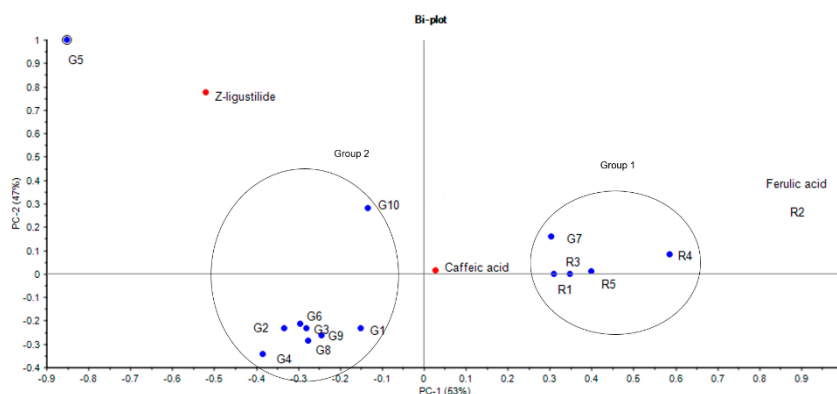 Bi-plot
1
0.9
0.8
0.7
0.6
0.5
0.4
0.3
0.2
0.1
0
-0.1
-0.2
-0.3
-0.4
PC-2 (47%)
G5
Z-ligustilide
Group 2
Group 1
Ferulic acid
R2
G10
G7
R4
Caffeic acid
R3
R1
R5
G6
G2
G3
G9
G1
G4
G8
-0.9
-0.8
-0.7
-0.6
-0.5
-0.4
-0.3
-0.2
-0.1
0
0.1
0.2
0.3
0.4
0.5
0.6
0.7
0.8
0.9
PC-1 (53%)